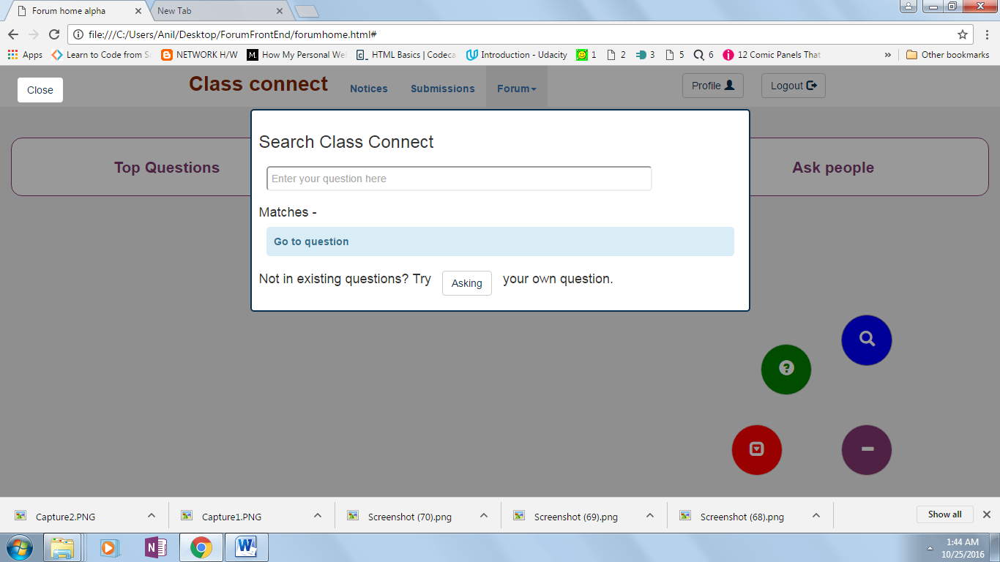 Forum home alpha
New Tab
file:///C:/Users/Anil/Desktop/ForumFrontEnd/forumhome.html#
Apps Learn to Code from NETWORK H/W How My Personal HTML Basics | Codeca Introduction - Udacity 1 2 3 5 6 12 Comic Panels That » Other bookmarks
Close
Class connect Notices Submissions Forum Profile Logout
Search Class Connect
Top Questions
Ask people
Enter your question here
Matches -
Go to question
Not in existing questions? Try Asking your own question.
Capture2.PNG Capture1.PNG Screenshot (70).png Screenshot (69).png Screenshot (68).png Show all
1:44 AM
10/25/2016